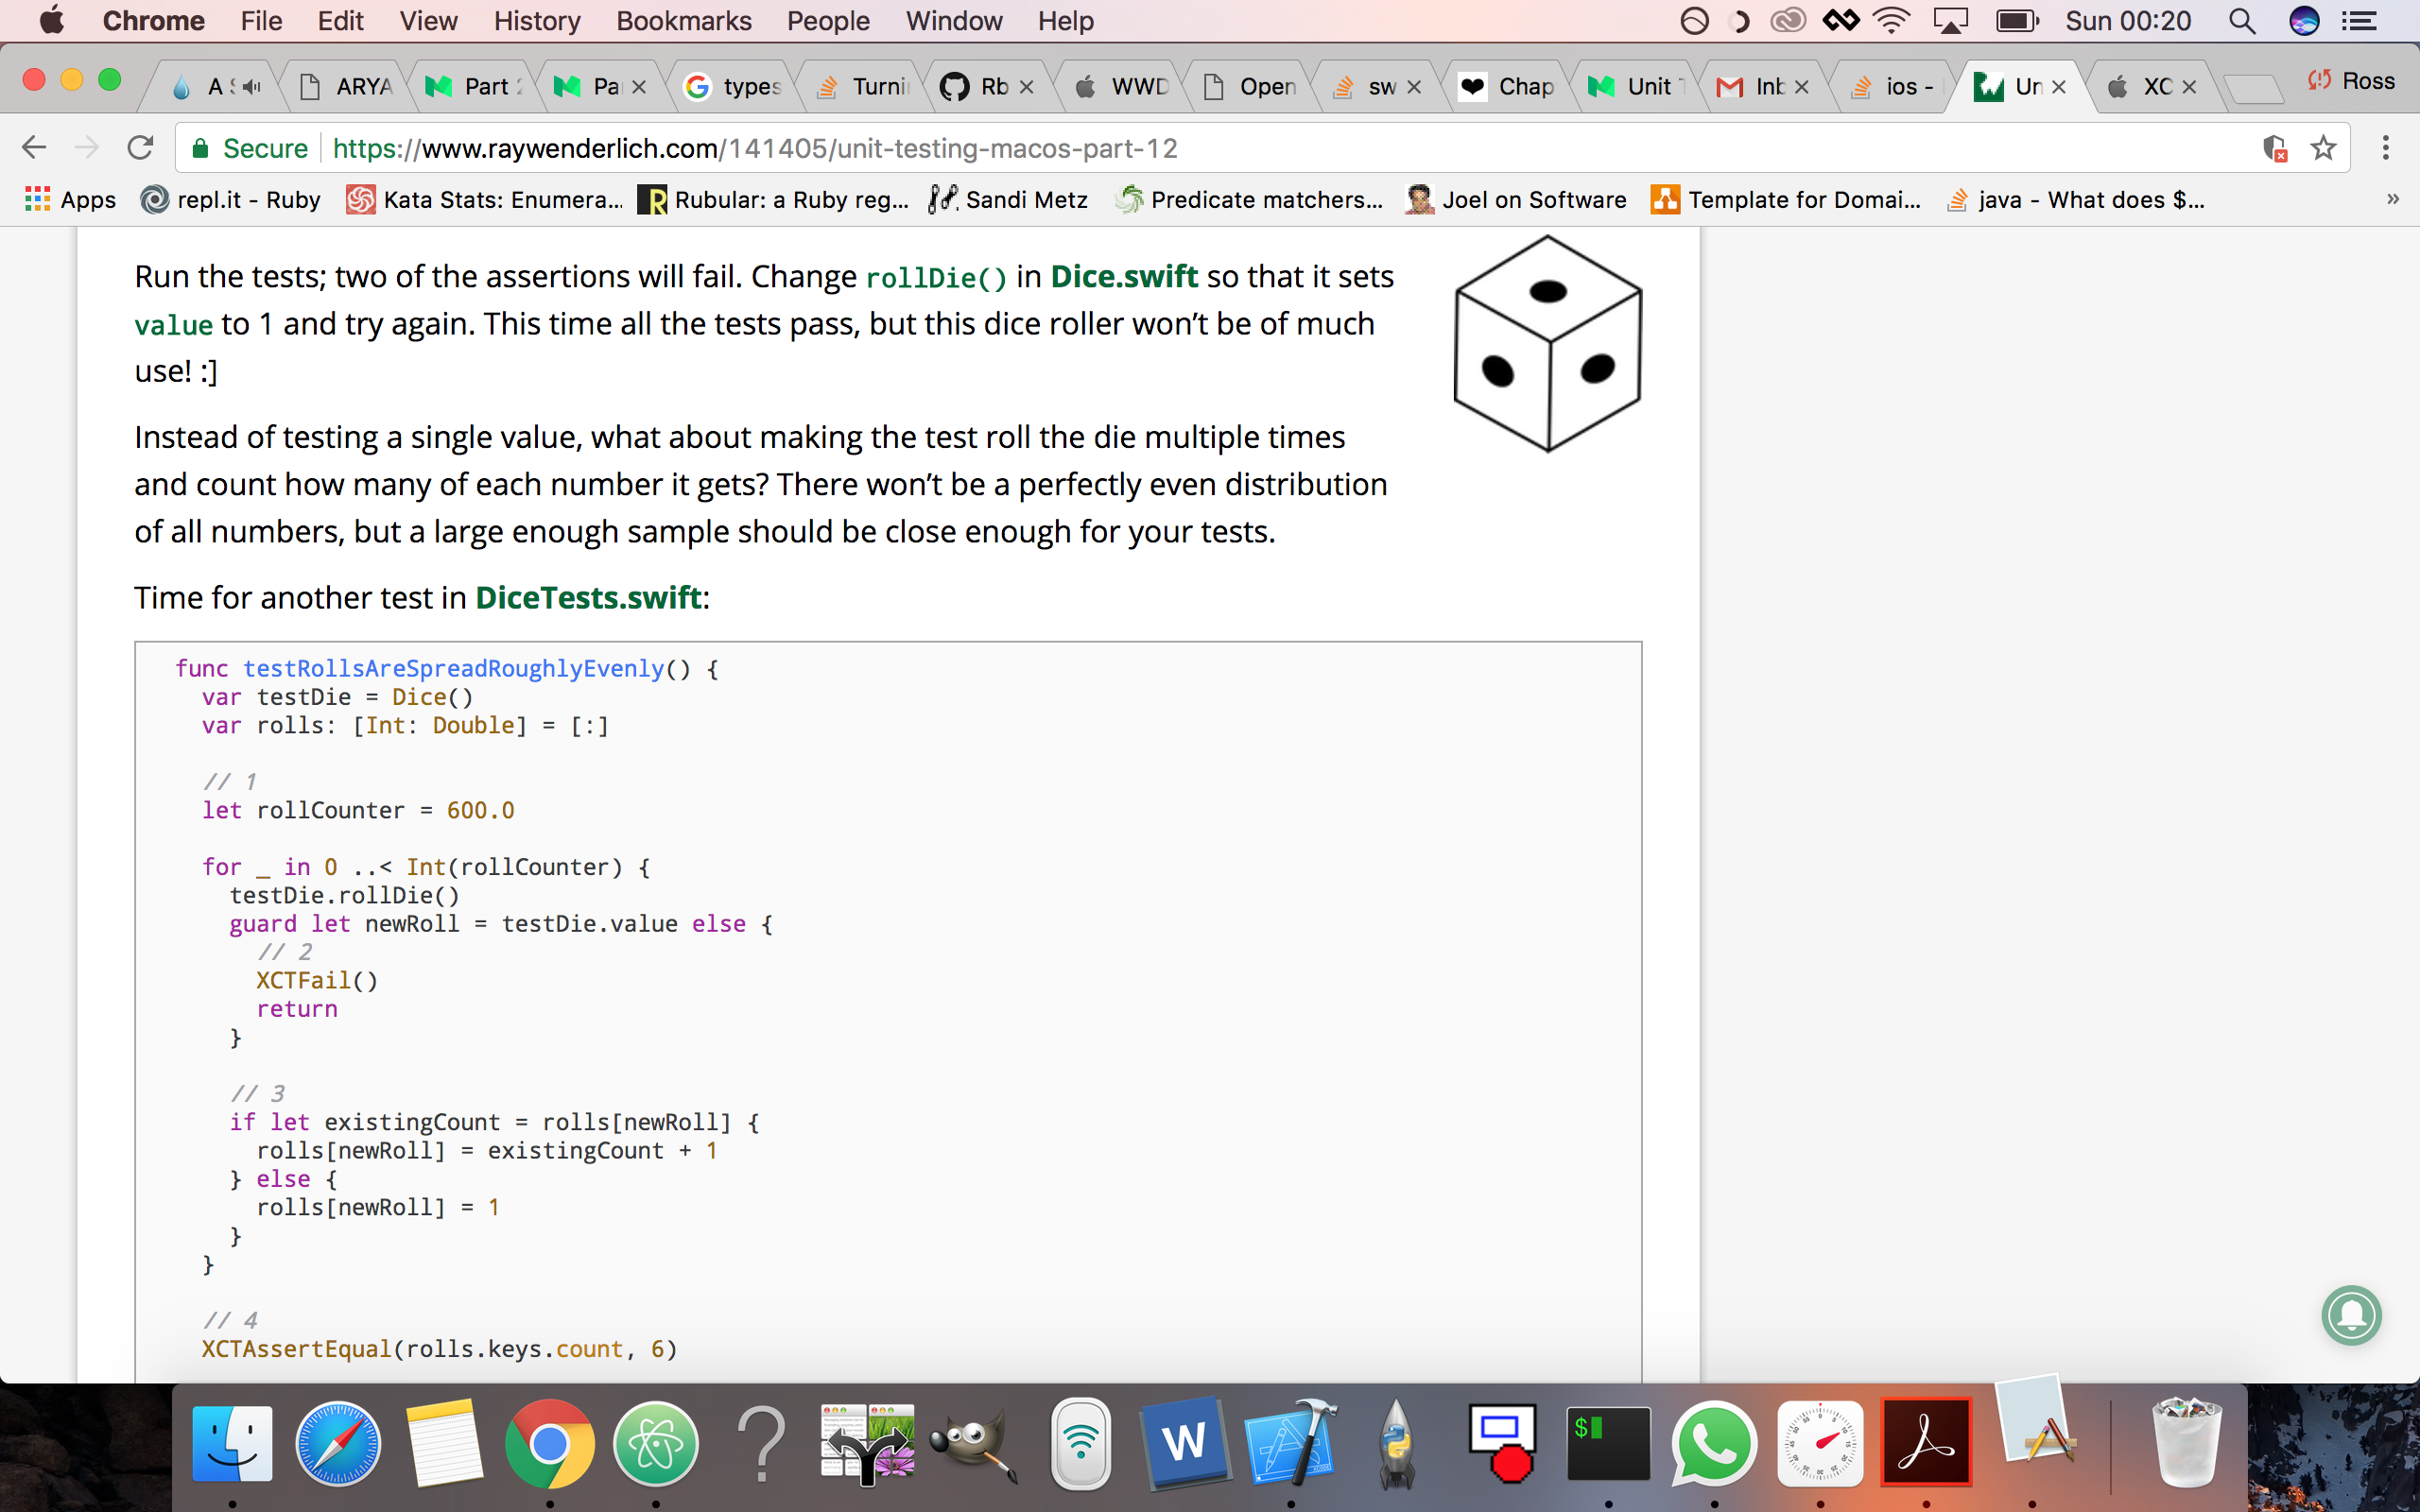 Chrome File Edit View History Bookmarks People Window Help Sun 00:20
A ARYA Part Pa types Turni Rb WWD Open sw Chap Unit Inb ios - Un XC Ross
Secure https://www.raywenderlich.com/141405/unit-testing-macos-part-12
Apps repl.it - Ruby Kata Stats: Enumera... Rubular: a Ruby reg... Sandi Metz Predicate matchers... Joel on Software Template for Domai... java - What does $... »
Run the tests; two of the assertions will fail. Change rollDie() in Dice.swift so that it sets
value to 1 and try again. This time all the tests pass, but this dice roller won’t be of much
use! :]
Instead of testing a single value, what about making the test roll the die multiple times
and count how many of each number it gets? There won’t be a perfectly even distribution
of all numbers, but a large enough sample should be close enough for your tests.
Time for another test in DiceTests.swift:
func testRollsAreSpreadRoughlyEvenly() {
var testDie = Dice()
var rolls: [Int: Double] = [:]
// 1
let rollCounter = 600.0
for _ in 0 ..< Int(rollCounter) {
testDie.rollDie()
guard let newRoll = testDie.value else {
// 2
XCTFail()
return
}
// 3
if let existingCount = rolls[newRoll] {
rolls[newRoll] = existingCount + 1
} else {
rolls[newRoll] = 1
}
}
// 4
XCTAssertEqual(rolls.keys.count, 6)